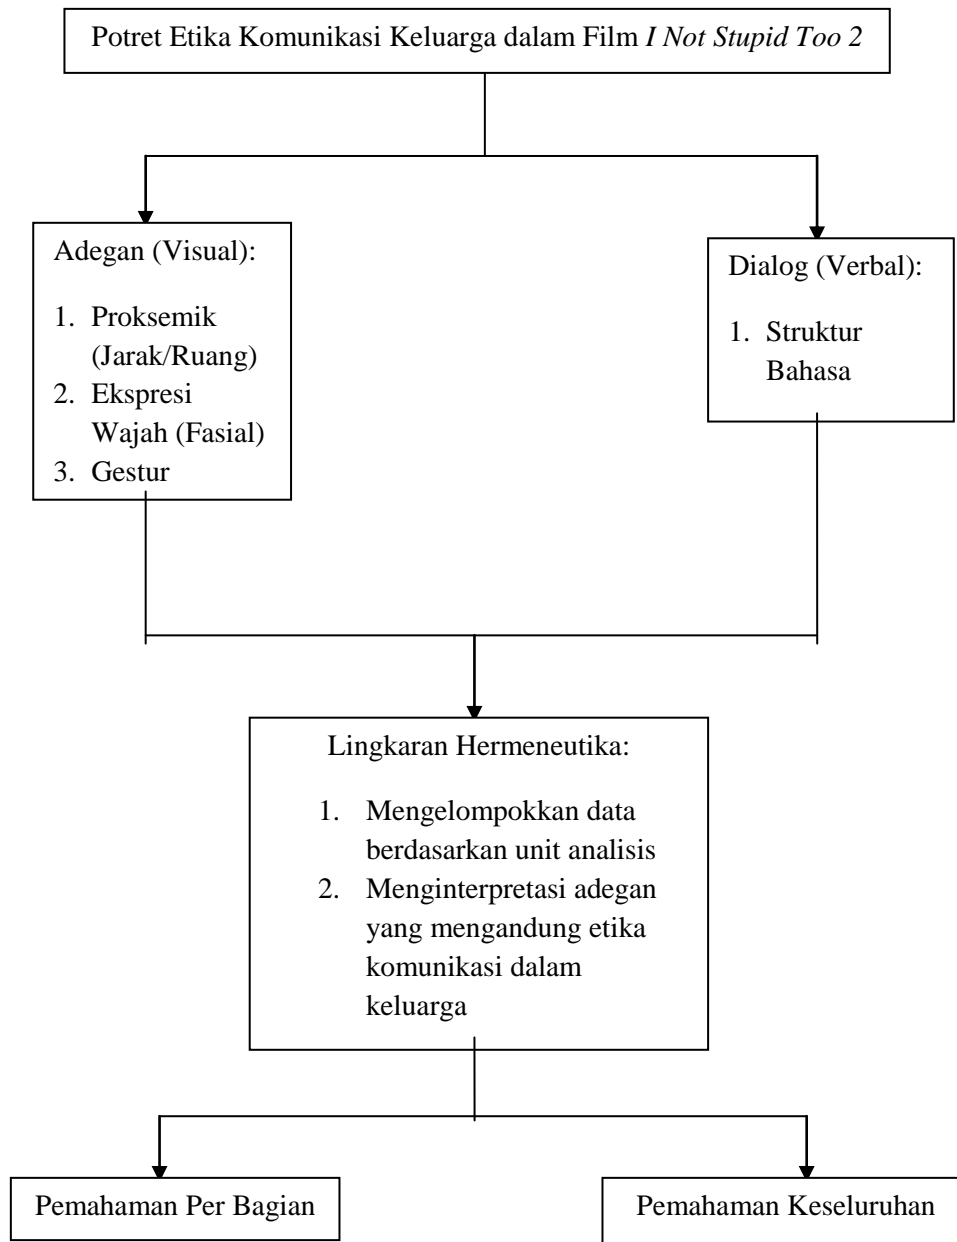 Potret Etika Komunikasi Keluarga dalam Film I Not Stupid Too 2
Adegan (Visual):
1. Proksemik
(Jarak/Ruang)
2. Ekspresi
Wajah (Fasial)
3. Gestur
Dialog (Verbal):
1. Struktur
Bahasa
Lingkaran Hermeneutika:
1. Mengelompokkan data
berdasarkan unit analisis
2. Menginterpretasi adegan
yang mengandung etika
komunikasi dalam
keluarga
Pemahaman Per Bagian
Pemahaman Keseluruhan